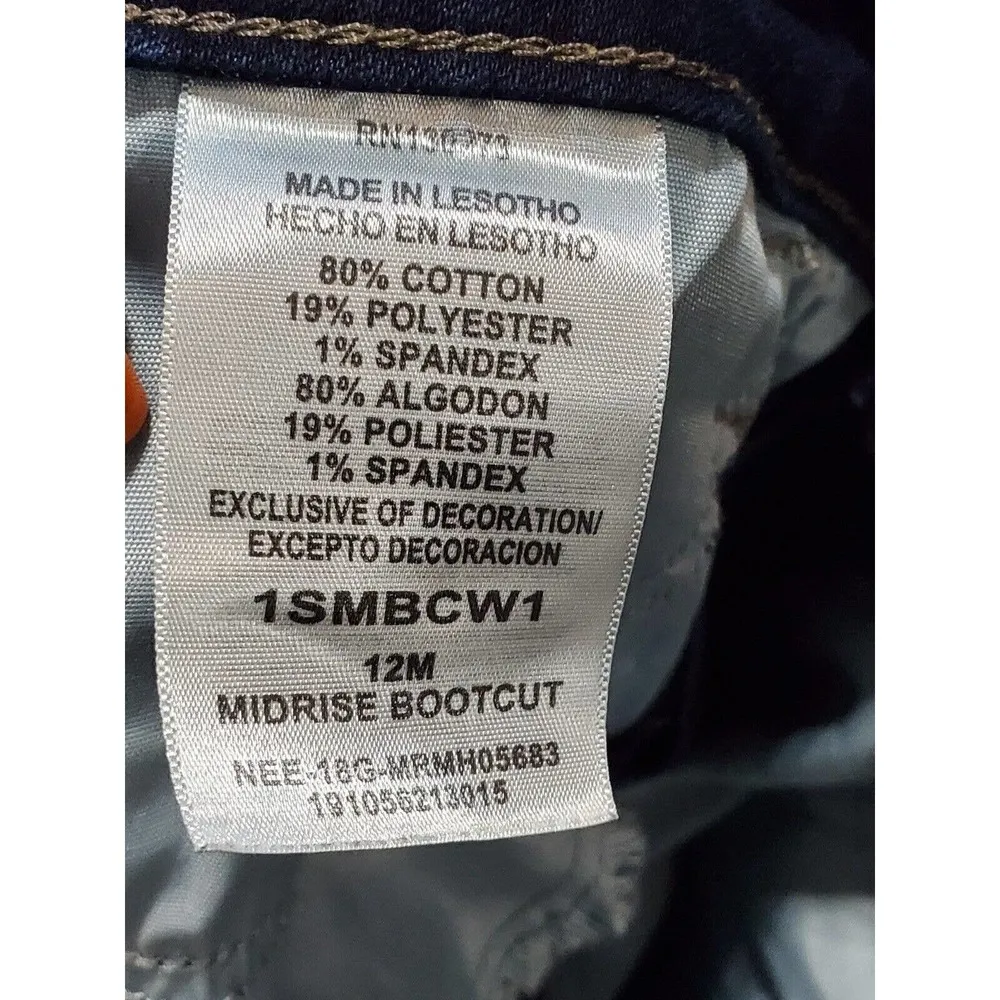 MADE IN LESOTHO
HECHO EN LESOTHO
80% COTTON
19% POLYESTER
1% SPANDEX
80% ALGODON
19% POLIESTER
1% SPANDEX
EXCLUSIVE OF DECORATION/
EXCEPTO DECORACION
1SMBCW1
12M
MIDRISE BOOTCUT
NEE-18G-MRMH05683
191056213015